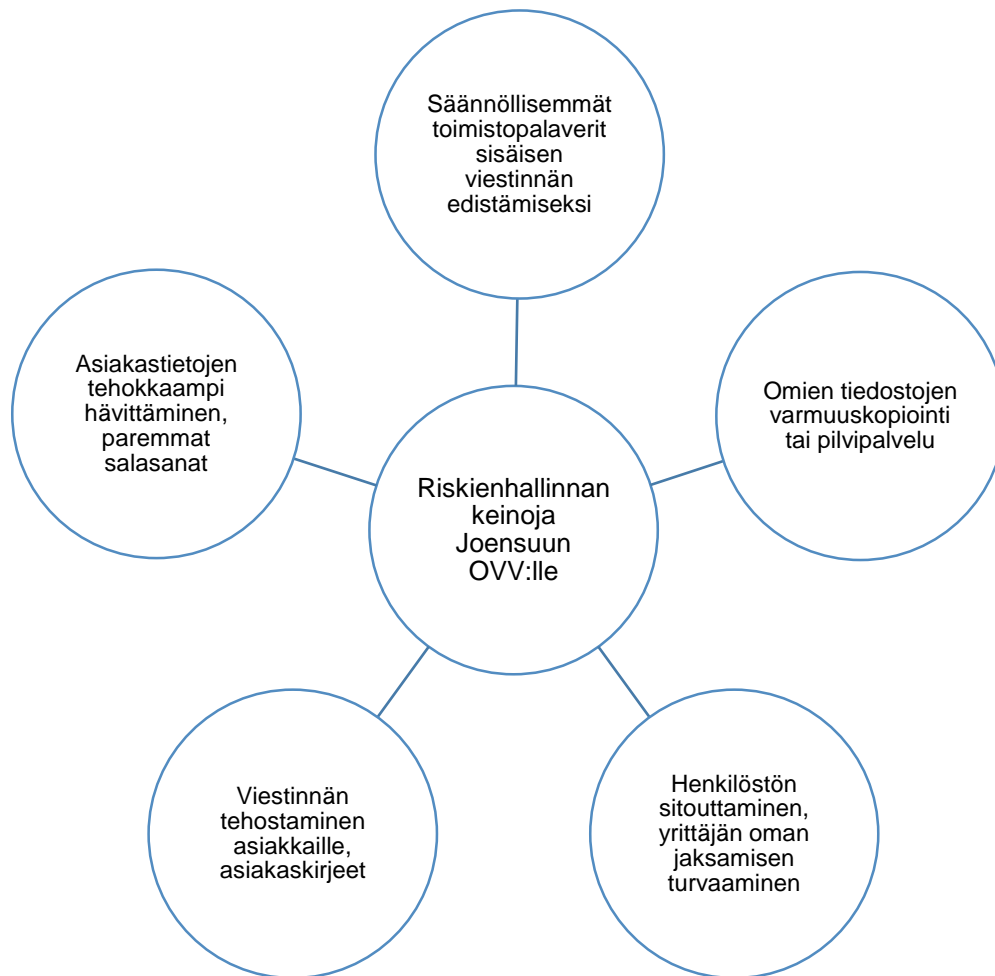 Säännöllisemmät
toimistopalaverit
sisäisen
viestinnän
edistämiseksi
Asiakastietojen
tehokkaampi
hävittäminen,
paremmat
salasanat
Omien tiedostojen
varmuuskopiointi
tai pilvipalvelu
Riskienhallinnan
keinoja
Joensuun
OVV:lle
Viestinnän
tehostaminen
asiakkaille,
asiakaskirjeet
Henkilöstön
sitouttaminen,
yrittäjän oman
jaksamisen
turvaaminen